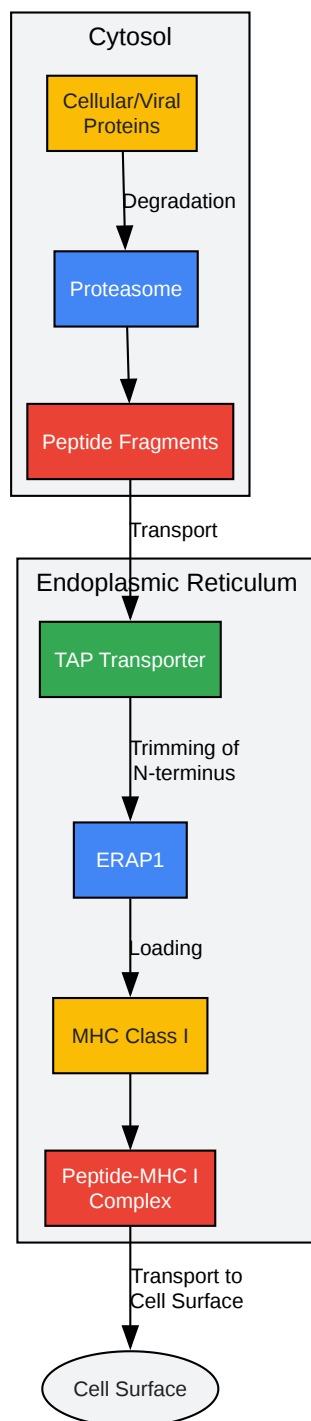 Cytosol
Cellular/Viral
Proteins
Degradation
Proteasome
Peptide Fragments
Transport
Endoplasmic Reticulum
TAP Transporter
Trimming of
N-terminus
ERAP1
Loading
MHC Class I
Peptide-MHC I
Complex
Transport to
Cell Surface
Cell Surface